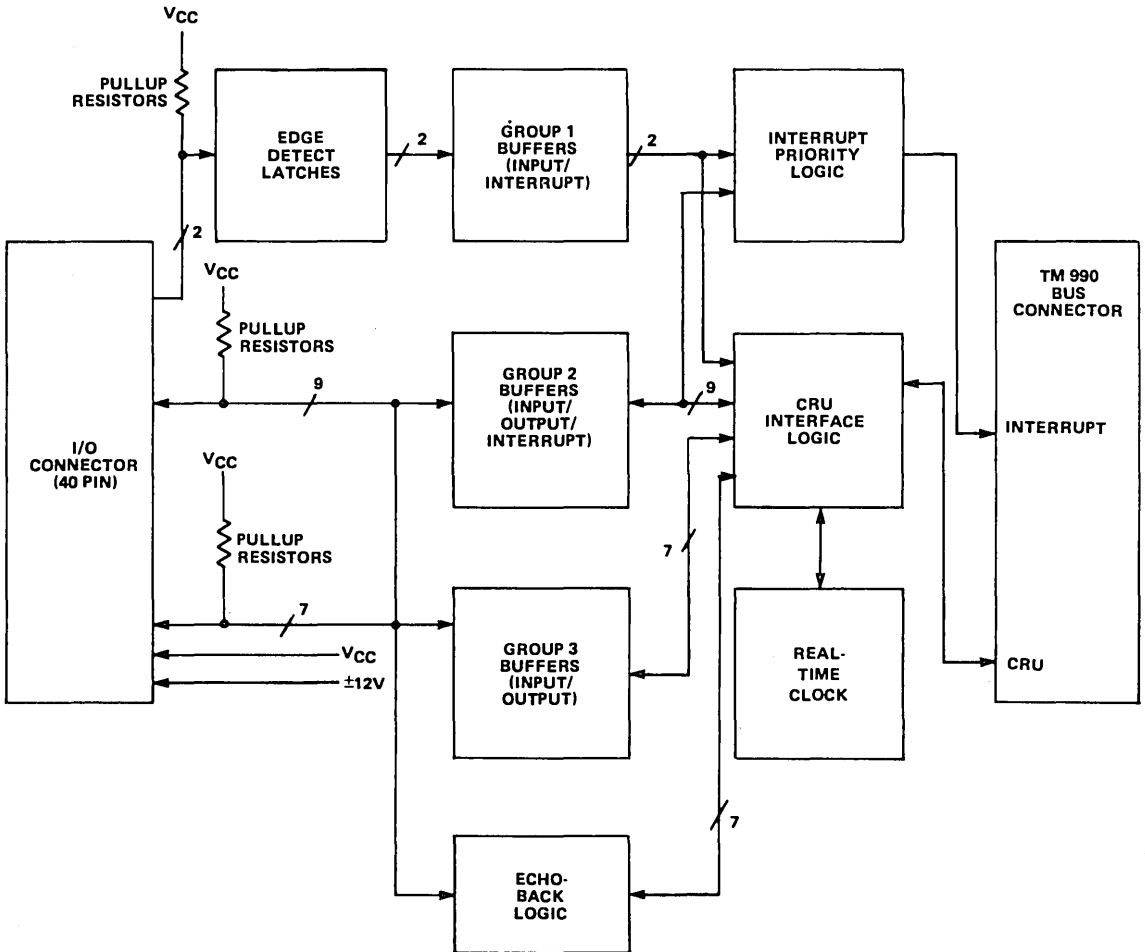 VCC
PULLUP
RESISTORS
EDGE
DETECT
LATCHES
2
GROUP 1
BUFFERS
(INPUT/
INTERRUPT)
2
INTERRUPT
PRIORITY
LOGIC
2
I/O
CONNECTOR
(40 PIN)
VCC
PULLUP
RESISTORS
9
GROUP 2
BUFFERS
(INPUT/
OUTPUT/
INTERRUPT)
9
CRU
INTERFACE
LOGIC
TM 990
BUS
CONNECTOR
INTERRUPT
CRU
VCC
PULLUP
RESISTORS
7
VCC
±12V
GROUP 3
BUFFERS
(INPUT/
OUTPUT)
7
REAL-
TIME
CLOCK
ECHO-
BACK
LOGIC
7